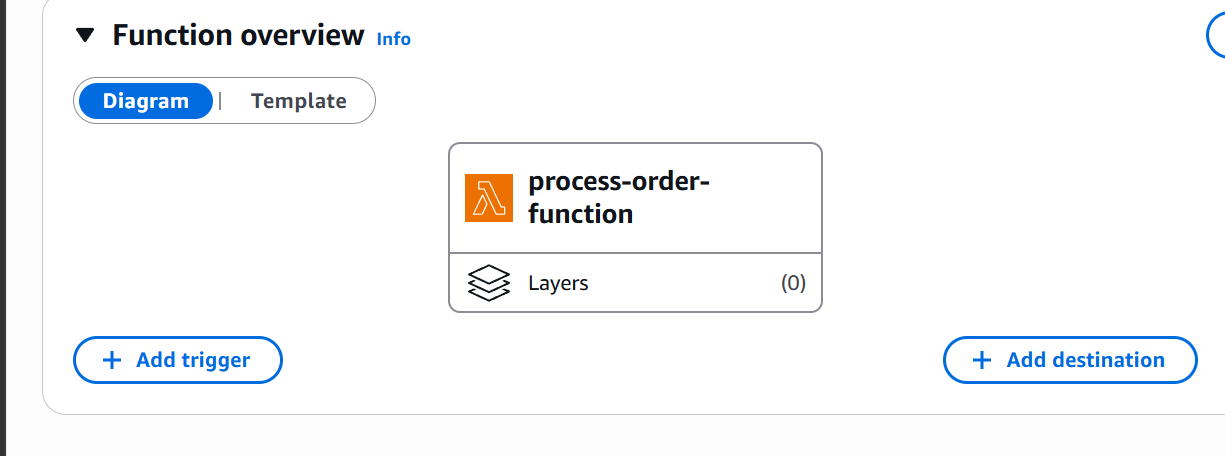 Function overview Info
Diagram | Template
process-order-
function
Layers (0)
+ Add trigger
+ Add destination